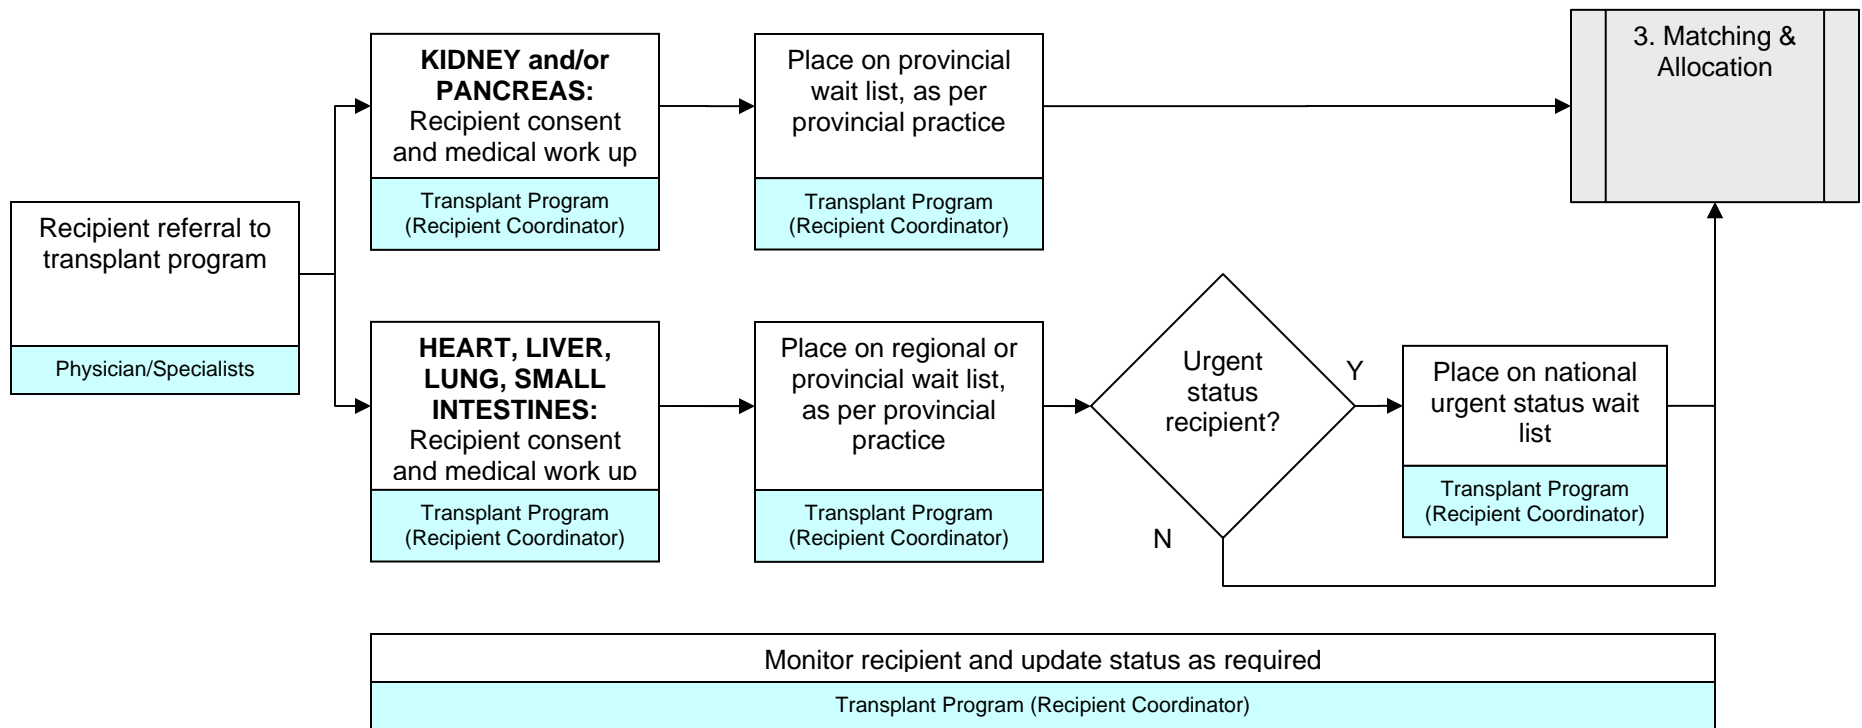 Recipient referral to
transplant program
Physician/Specialists
KIDNEY and/or
PANCREAS:
Recipient consent
and medical work up
Transplant Program
(Recipient Coordinator)
Place on provincial
wait list, as per
provincial practice
Transplant Program
(Recipient Coordinator)
3. Matching &
Allocation
HEART, LIVER,
LUNG, SMALL
INTESTINES:
Recipient consent
and medical work up
Transplant Program
(Recipient Coordinator)
Place on regional or
provincial wait list,
as per provincial
practice
Transplant Program
(Recipient Coordinator)
Urgent
status
recipient?
Y
N
Place on national
urgent status wait
list
Transplant Program
(Recipient Coordinator)
Monitor recipient and update status as required
Transplant Program (Recipient Coordinator)